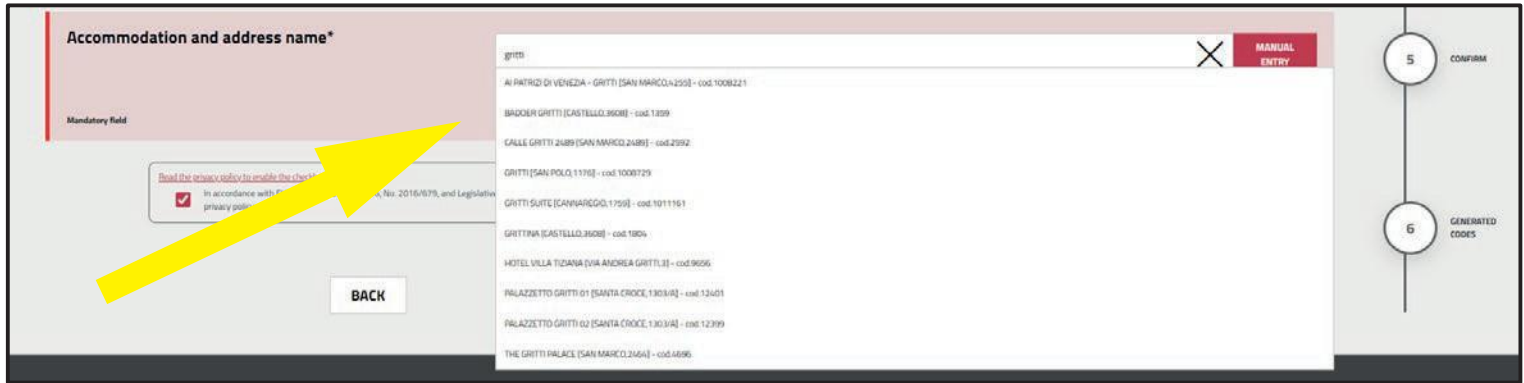 Accommodation and address name*
gritti
MANUAL
ENTRY
AI PATRIZI DI VENEZIA - GRITTI [SAN MARCO,4255] - cod.1008221
BADOER GRITTI [CASTELLO,3608] - cod.1359
Mandatory field
CALLE GRITTI 2489 [SAN MARCO,2489] - cod.2592
GRITTI [SAN POLO,1176] - cod.1008729
Read the privacy policy to enable the check
In accordance with
No. 2016/679, and Legislative
privacy
GRITTI SUITE [CANNAREGIO,1759] - cod.1011161
GRITTINA [CASTELLO,3608] - cod.1804
HOTEL VILLA TIZIANA [VIA ANDREA GRITTI,3] - cod.9656
BACK
PALAZZETTO GRITTI 01 [SANTA CROCE,1303/A] - cod.12401
PALAZZETTO GRITTI 02 [SANTA CROCE,1303/A] - cod.12399
THE GRITTI PALACE [SAN MARCO,2464] - cod.4696
5
CONFIRM
6
GENERATED
CODES